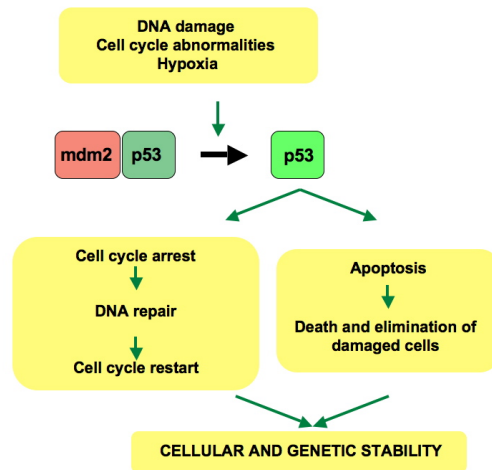 DNA damage
Cell cycle abnormalities
Hypoxia
mdm2
p53
p53
Cell cycle arrest
DNA repair
Cell cycle restart
Apoptosis
Death and elimination of
damaged cells
CELLULAR AND GENETIC STABILITY